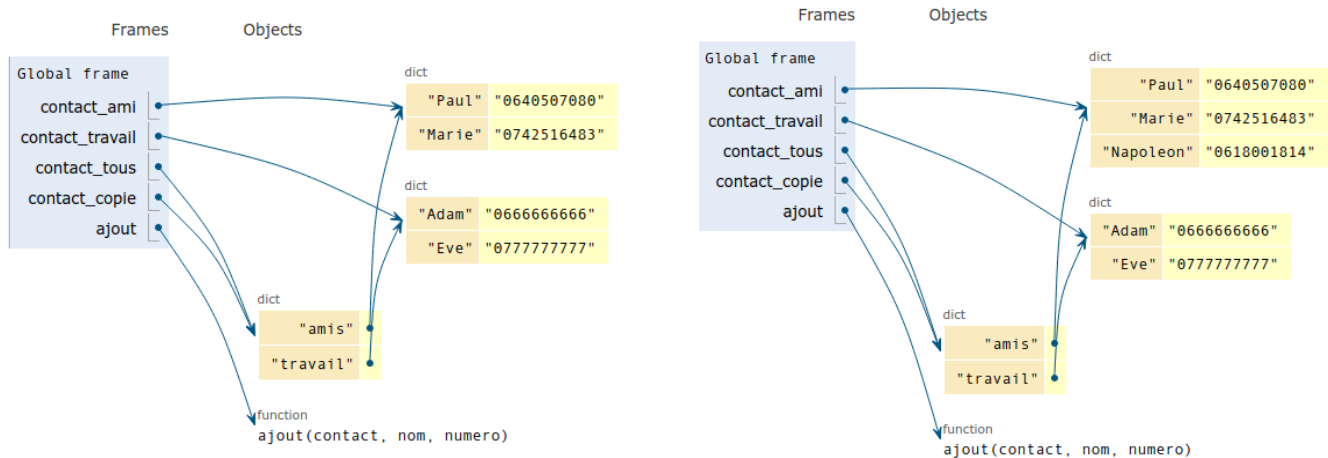 Frames Objects
Global frame
contact_ami
contact_travail
contact_tous
contact_copie
ajout
dict
"Paul" "0640507080"
"Marie" "0742516483"
dict
"Adam" "0666666666"
"Eve" "0777777777"
dict
"amis"
"travail"
function
ajout(contact, nom, numero)
Frames Objects
Global frame
contact_ami
contact_travail
contact_tous
contact_copie
ajout
dict
"Paul" "0640507080"
"Marie" "0742516483"
"Napoleon" "0618001814"
dict
"Adam" "0666666666"
"Eve" "0777777777"
dict
"amis"
"travail"
function
ajout(contact, nom, numero)